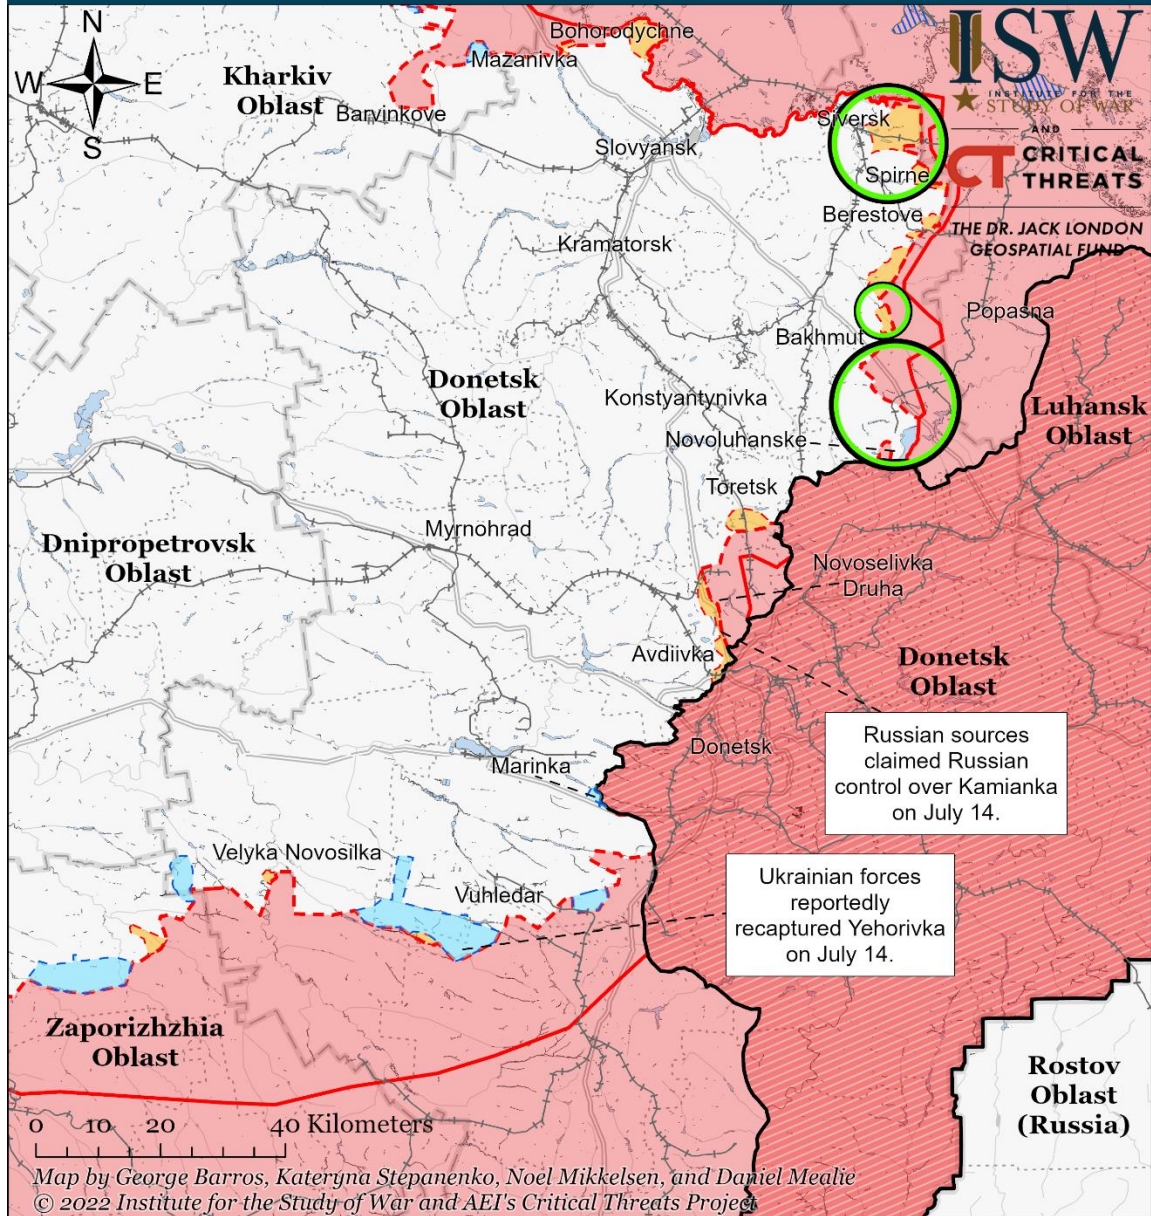 N
W E
S
ISW
INSTITUTE FOR THE
STUDY OF WAR
AND
CT CRITICAL
THREATS
THE DR. JACK LONDON
GEOSPATIAL FUND
Bohorodychne
Mazanivka
Kharkiv
Oblast
Barvinkove
Siversk
Slovyansk
Spirne
Berestove
Kramatorsk
Popasna
Bakhmut
Donetsk
Oblast
Konstyantynivka
Luhansk
Oblast
Novoluhanske
Toretsk
Myrnohrad
Dnipropetrovsk
Oblast
Novoselivka
Druha
Avdiivka
Donetsk
Oblast
Russian sources
claimed Russian
control over Kamianka
on July 14.
Donetsk
Marinka
Velyka Novosilka
Vuhledar
Ukrainian forces
reportedly
recaptured Yehorivka
on July 14.
Zaporizhzhia
Oblast
Rostov
Oblast
(Russia)
0 10 20 40 Kilometers
Map by George Barros, Kateryna Stepanenko, Noel Mikkelsen, and Daniel Mealie
© 2022 Institute for the Study of War and AEI's Critical Threats Project